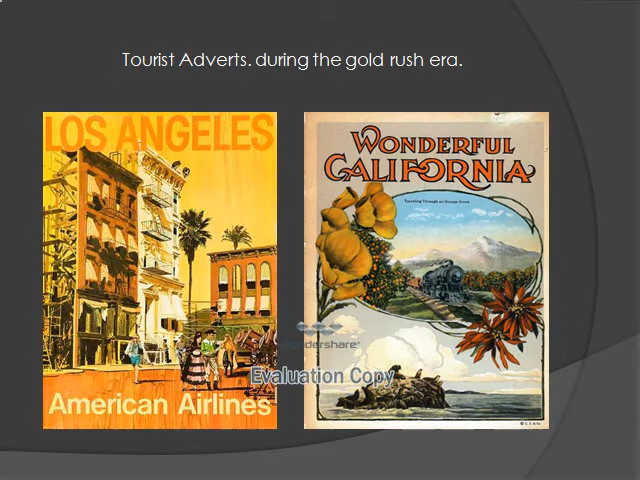 Tourist Adverts. during the gold rush era.
LOS ANGELES
American Airlines
WONDERFUL
CALIFORNIA
Traveling Through an Orange Grove
Evaluation Copy